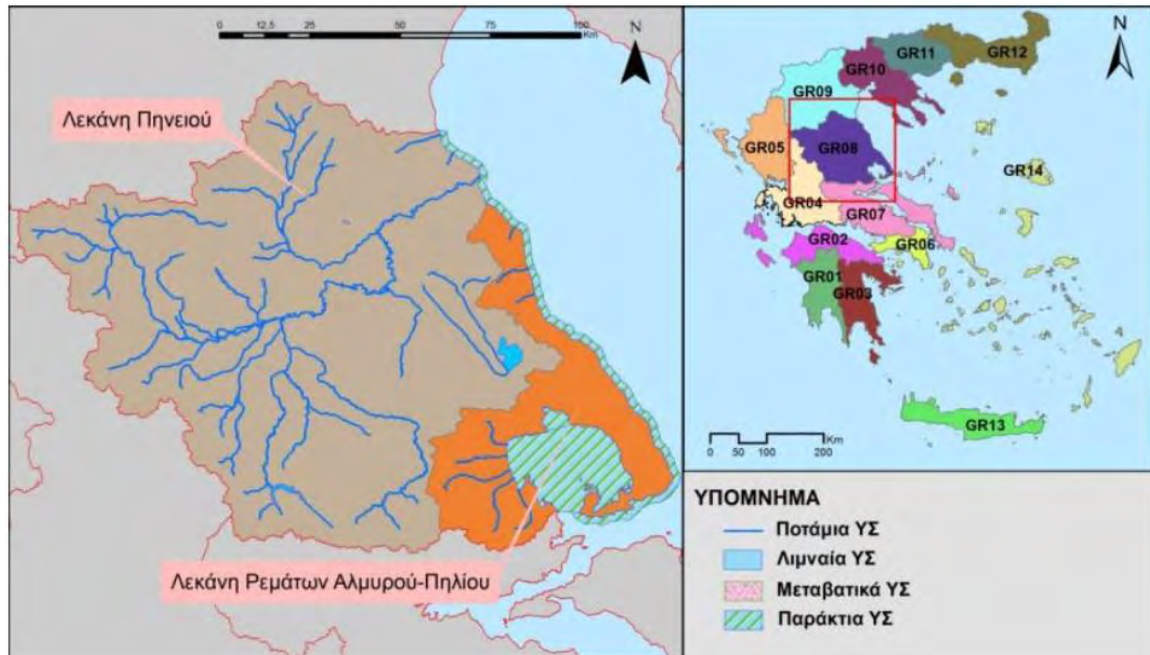 0 12,5 25 50 75 100
Km
N
Λεκάνη Πηνειού
Λεκάνη Ρεμάτων Αλμυρού-Πηλίου
N
GR11
GR12
GR10
GR09
GR05
GR08
GR14
GR04
GR07
GR02
GR06
GR01
GR03
GR13
Km
0 50 100 200
ΥΠΟΜΝΗΜΑ
Ποτάμια ΥΣ
Λιμναία ΥΣ
Μεταβατικά ΥΣ
Παράκτια ΥΣ